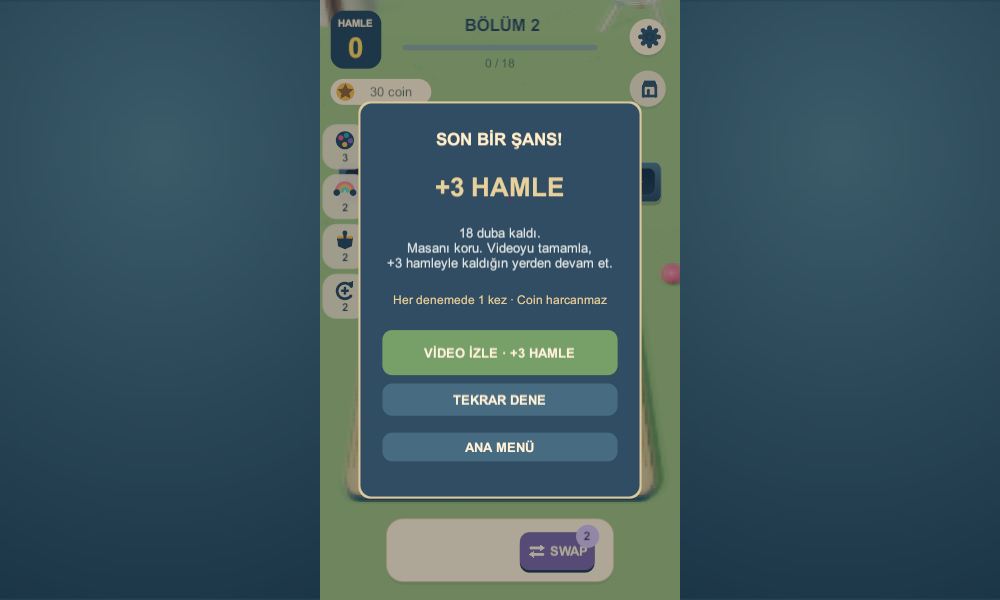 HAMLE
0
BÖLÜM 2
0 / 18
30 coin
3
2
2
2
SON BİR ŞANS!
+3 HAMLE
18 duba kaldı.
Masanı koru. Videoyu tamamla,
+3 hamleyle kaldığın yerden devam et.
Her denemede 1 kez · Coin harcanmaz
VİDEO İZLE · +3 HAMLE
TEKRAR DENE
ANA MENÜ
2
SWAP